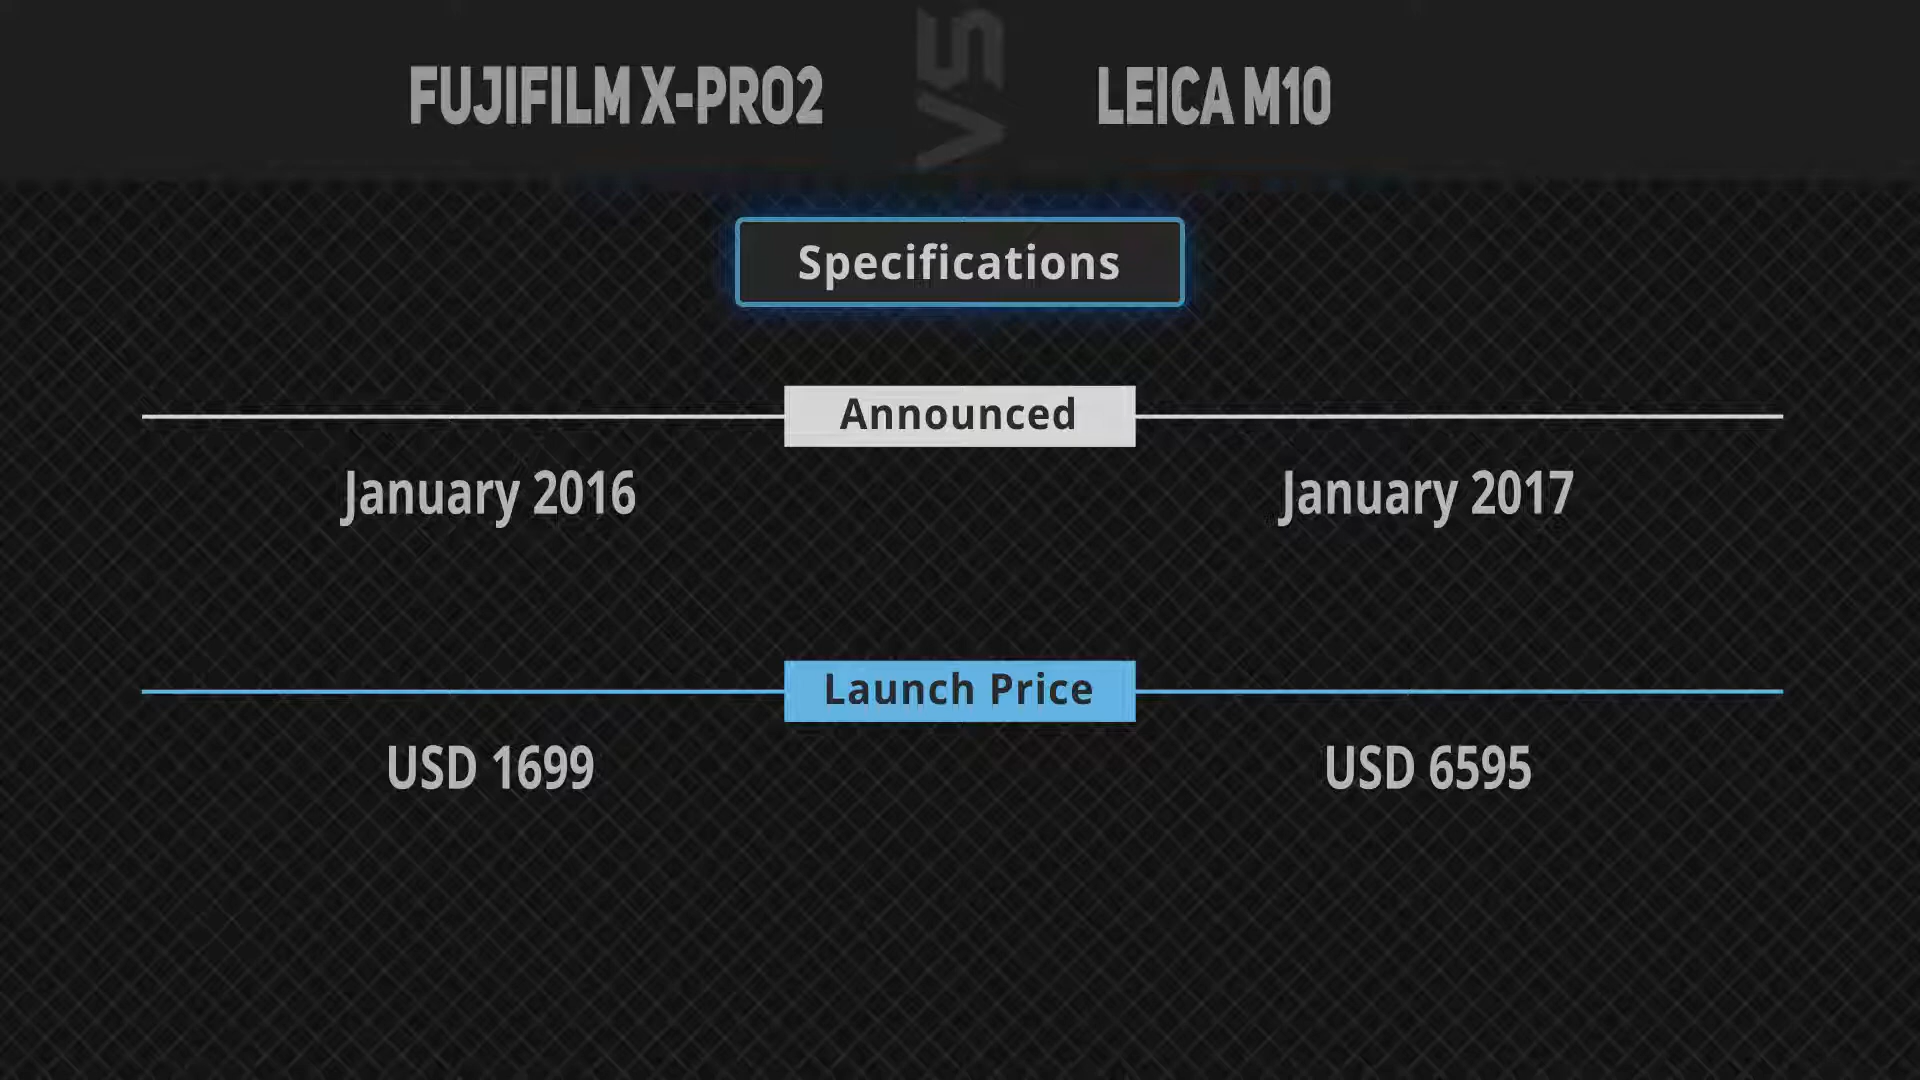 FUJIFILM X-PRO2 VS LEICA M10
Specifications
Announced
January 2016 January 2017
Launch Price
USD 1699 USD 6595